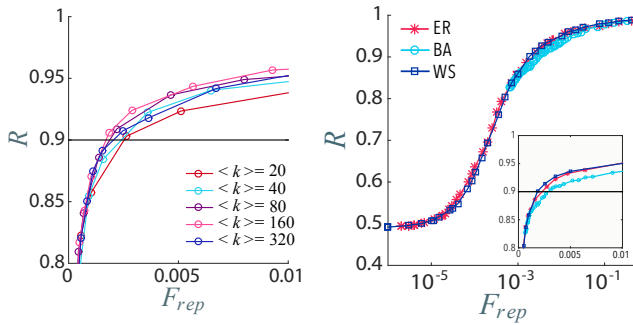 R
1
0.95
0.9
0.85
0.8
0
0.005
0.01
F_rep
< k >= 20
< k >= 40
< k >= 80
< k >= 160
< k >= 320
R
1
0.9
0.8
0.7
0.6
0.5
0.4
10^-5
10^-3
10^-1
F_rep
ER
BA
WS
1
0.95
0.9
0.85
0.8
0
0.005
0.01